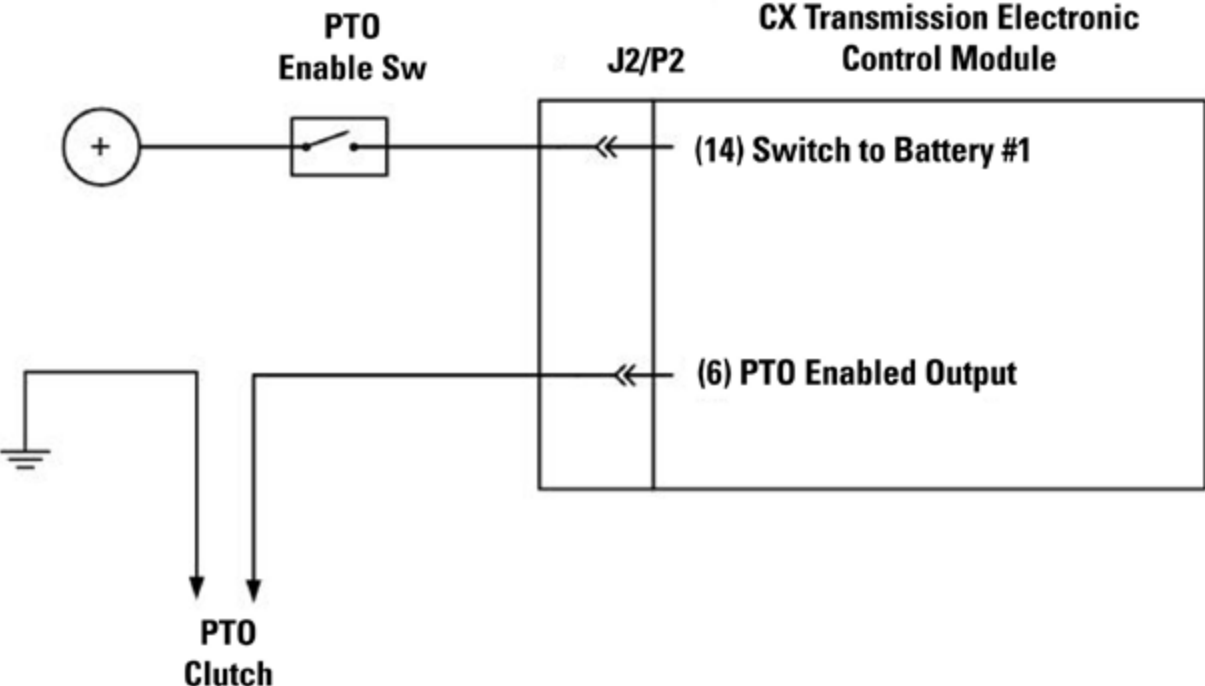 PTO
Enable Sw
J2/P2
CX Transmission Electronic
Control Module
+
(14) Switch to Battery #1
(6) PTO Enabled Output
PTO
Clutch